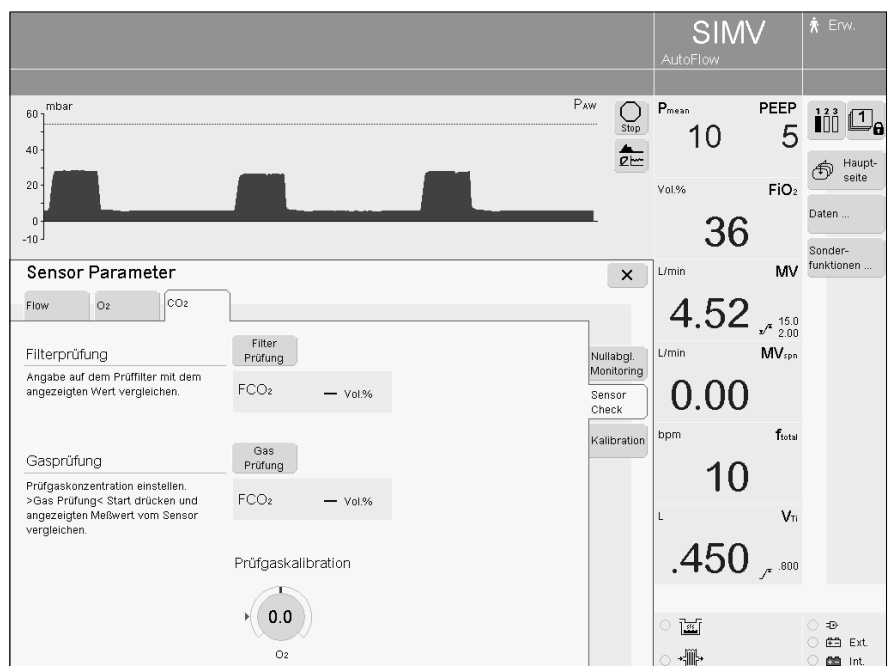 SIMV
AutoFlow
Erw.
mbar
PAW
60
40
20
0
-10
Stop
Pmean
PEEP
10
5
Vol.%
FiO2
36
L/min
MV
4.52
15.0
2.00
L/min
MVspn
0.00
bpm
ftotal
10
L
VTi
.450
.800
1 2 3
1
Haupt-
seite
Daten ...
Sonder-
funktionen ...
Sensor Parameter
Flow
O2
CO2
Filterprüfung
Filter
Prüfung
Angabe auf dem Prüffilter mit dem
angezeigten Wert vergleichen.
FCO2
– Vol.%
Gasprüfung
Gas
Prüfung
Prüfgaskonzentration einstellen.
>Gas Prüfung< Start drücken und
angezeigten Meßwert vom Sensor
vergleichen.
FCO2
– Vol.%
Prüfgaskalibration
0.0
O2
Nullabgl.
Monitoring
Sensor
Check
Kalibration
Ext.
Int.